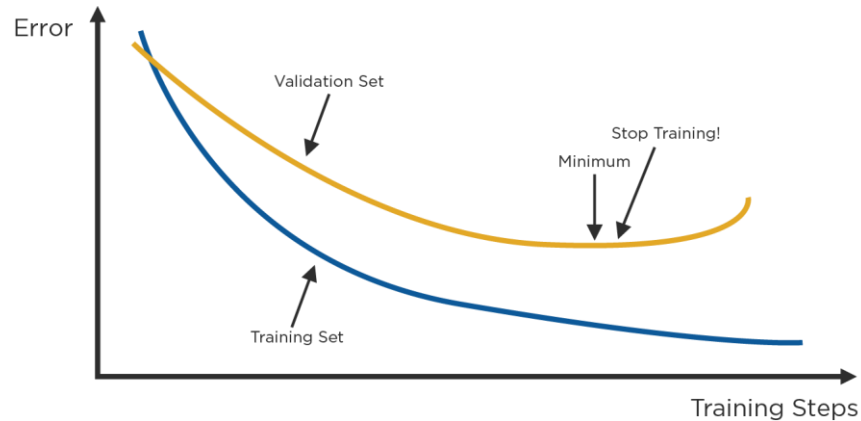 Error
Validation Set
Stop Training!
Minimum
Training Set
Training Steps